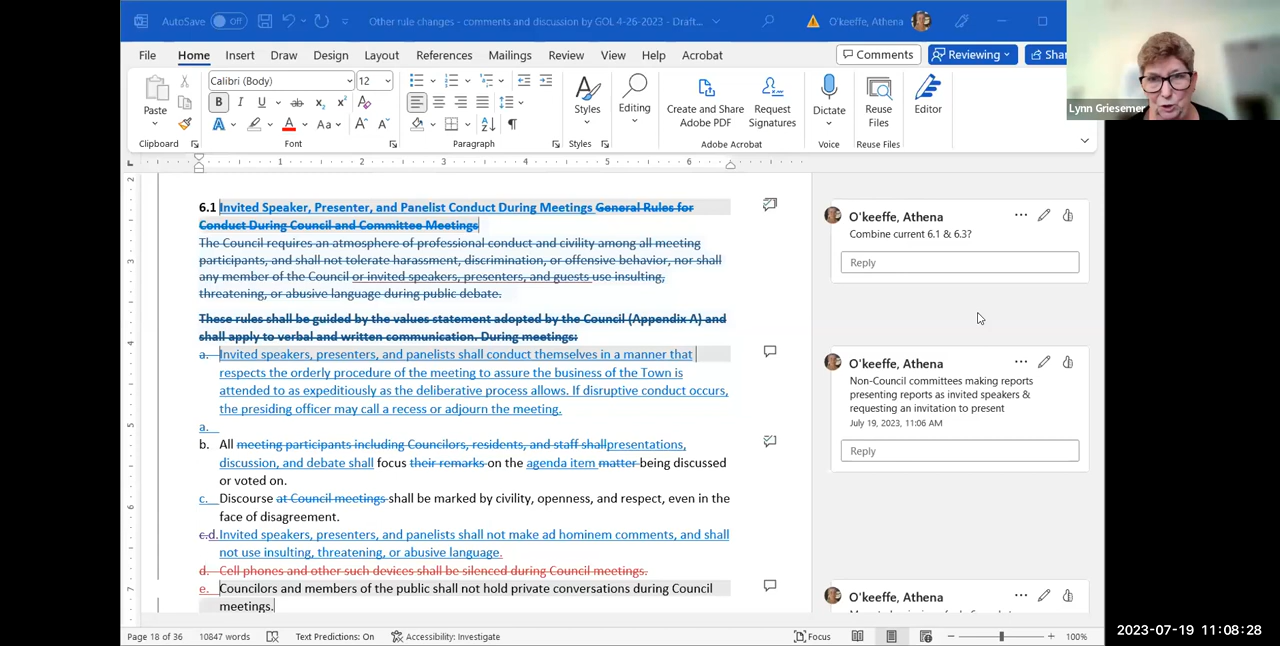 AutoSave Off Other rule changes - comments and discussion by GOL 4-26-2023 - Draft... O'keeffe, Athena
File Home Insert Draw Design Layout References Mailings Review View Help Acrobat Comments Reviewing Shar
Lynn Griesemer
Calibri (Body) 12
Paste Styles Editing Create and Share Adobe PDF Request Signatures Dictate Reuse Files Editor
Clipboard Font Paragraph Styles Adobe Acrobat Voice Reuse Files
6.1 Invited Speaker, Presenter, and Panelist Conduct During Meetings General Rules for
Conduct During Council and Committee Meetings
The Council requires an atmosphere of professional conduct and civility among all meeting
participants, and shall not tolerate harassment, discrimination, or offensive behavior, nor shall
any member of the Council or invited speakers, presenters, and guests use insulting,
threatening, or abusive language during public debate.
These rules shall be guided by the values statement adopted by the Council (Appendix A) and
shall apply to verbal and written communication. During meetings:
a. Invited speakers, presenters, and panelists shall conduct themselves in a manner that
respects the orderly procedure of the meeting to assure the business of the Town is
attended to as expeditiously as the deliberative process allows. If disruptive conduct occurs,
the presiding officer may call a recess or adjourn the meeting.
a.
b. All meeting participants including Councilors, residents, and staff shallpresentations,
discussion, and debate shall focus their remarks on the agenda item matter being discussed
or voted on.
c. Discourse at Council meetings shall be marked by civility, openness, and respect, even in the
face of disagreement.
c.d. Invited speakers, presenters, and panelists shall not make ad hominem comments, and shall
not use insulting, threatening, or abusive language.
d. Cell phones and other such devices shall be silenced during Council meetings.
e. Councilors and members of the public shall not hold private conversations during Council
meetings.
O'keeffe, Athena
Combine current 6.1 & 6.3?
Reply
O'keeffe, Athena
Non-Council committees making reports
presenting reports as invited speakers &
requesting an invitation to present
July 19, 2023, 11:06 AM
Reply
O'keeffe, Athena
Page 18 of 36 10847 words Text Predictions: On Accessibility: Investigate Focus 100%
2023-07-19 11:08:28